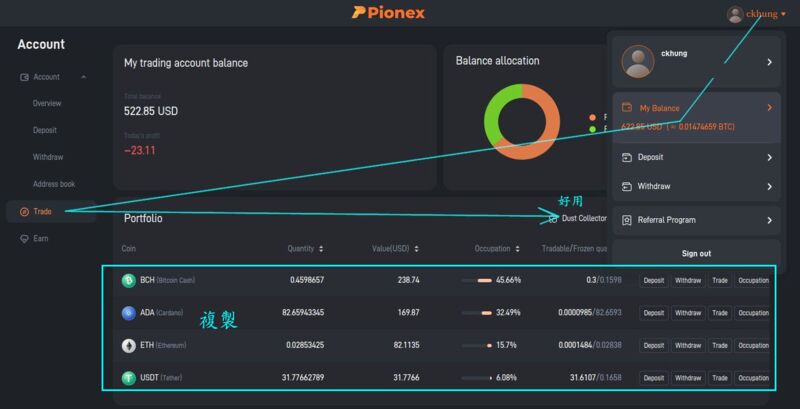 Pionex
ckhung
Account
Account
Overview
Deposit
Withdraw
Address book
Trade
Earn
My trading account balance
Total balance
522.85 USD
Today's profit
−23.11
Balance allocation
ckhung
My Balance
622.85 USD (≈ 0.01474659 BTC)
Deposit
Withdraw
Referral Program
Sign out
好用
Portfolio
Dust Collector
Coin Quantity Value(USD) Occupation Tradable/Frozen
BCH (Bitcoin Cash) 0.4598657 238.74 45.66% 0.3/0.1598 Deposit Withdraw Trade Occupation
ADA (Cardano) 82.65943345 169.87 32.49% 0.0000985/82.6593 Deposit Withdraw Trade Occupation
複製
ETH (Ethereum) 0.02853425 82.1135 15.7% 0.0001484/0.02838 Deposit Withdraw Trade Occupation
USDT (Tether) 31.77662789 31.7766 6.08% 31.6107/0.1658 Deposit Withdraw Trade Occupation